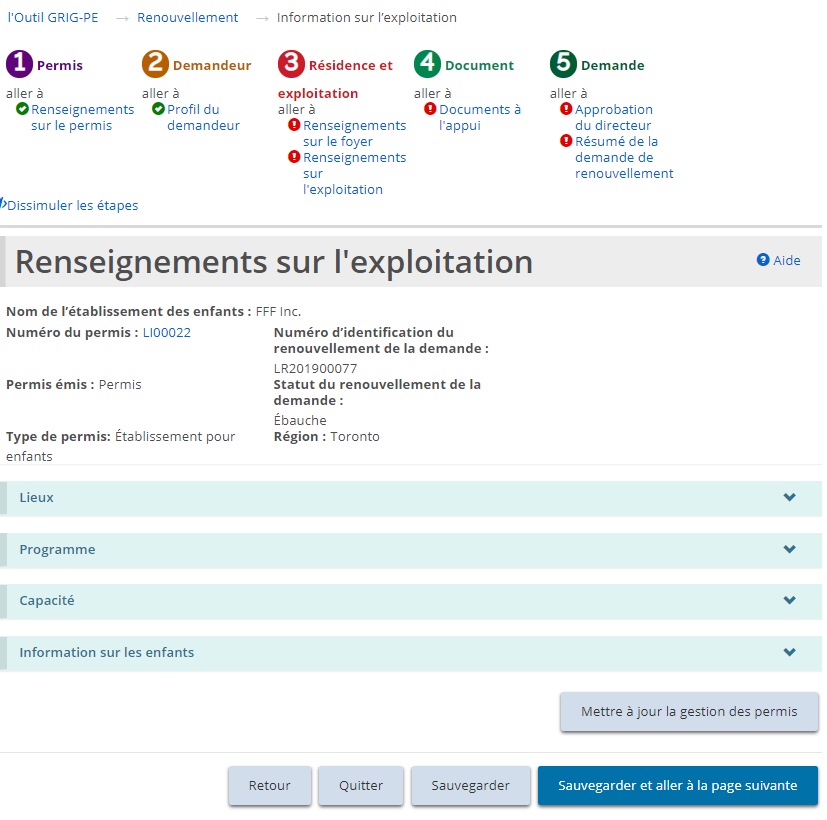 l'Outil GRIG-PE → Renouvellement → Information sur l’exploitation
1 Permis
aller à
Renseignements
sur le permis
2 Demandeur
aller à
Profil du
demandeur
3 Résidence et
exploitation
aller à
Renseignements
sur le foyer
Renseignements
sur
l'exploitation
4 Document
aller à
Documents à
l'appui
5 Demande
aller à
Approbation
du directeur
Résumé de la
demande de
renouvellement
Dissimuler les étapes
Renseignements sur l'exploitation
Aide
Nom de l’établissement des enfants : FFF Inc.
Numéro du permis : LI00022
Numéro d’identification du
renouvellement de la demande :
LR201900077
Permis émis : Permis
Statut du renouvellement de la
demande :
Ébauche
Type de permis: Établissement pour
enfants
Région : Toronto
Lieux
Programme
Capacité
Information sur les enfants
Mettre à jour la gestion des permis
Retour
Quitter
Sauvegarder
Sauvegarder et aller à la page suivante